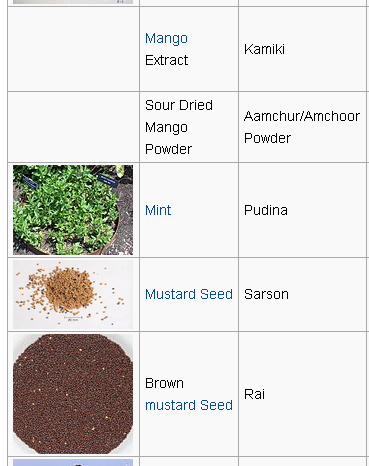 Mango
Extract
Kamiki
Sour Dried
Mango
Powder
Aamchur/Amchoor
Powder
Mint
Pudina
Mustard Seed
Sarson
Brown
mustard Seed
Rai